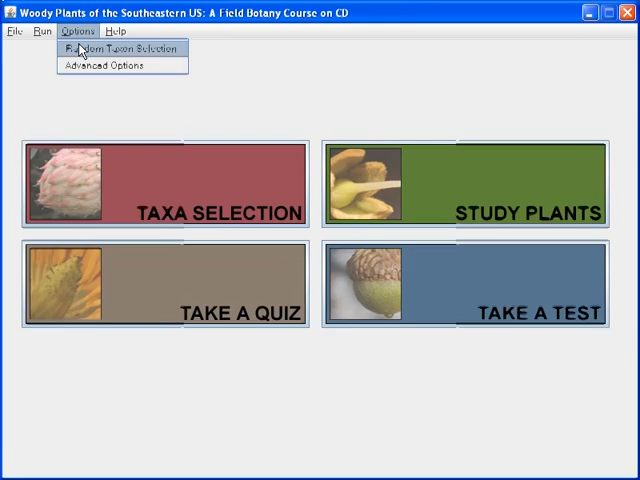 Woody Plants of the Southeastern US: A Field Botany Course on CD
File Run Options Help
Random Taxon Selection
Advanced Options
TAXA SELECTION
STUDY PLANTS
TAKE A QUIZ
TAKE A TEST